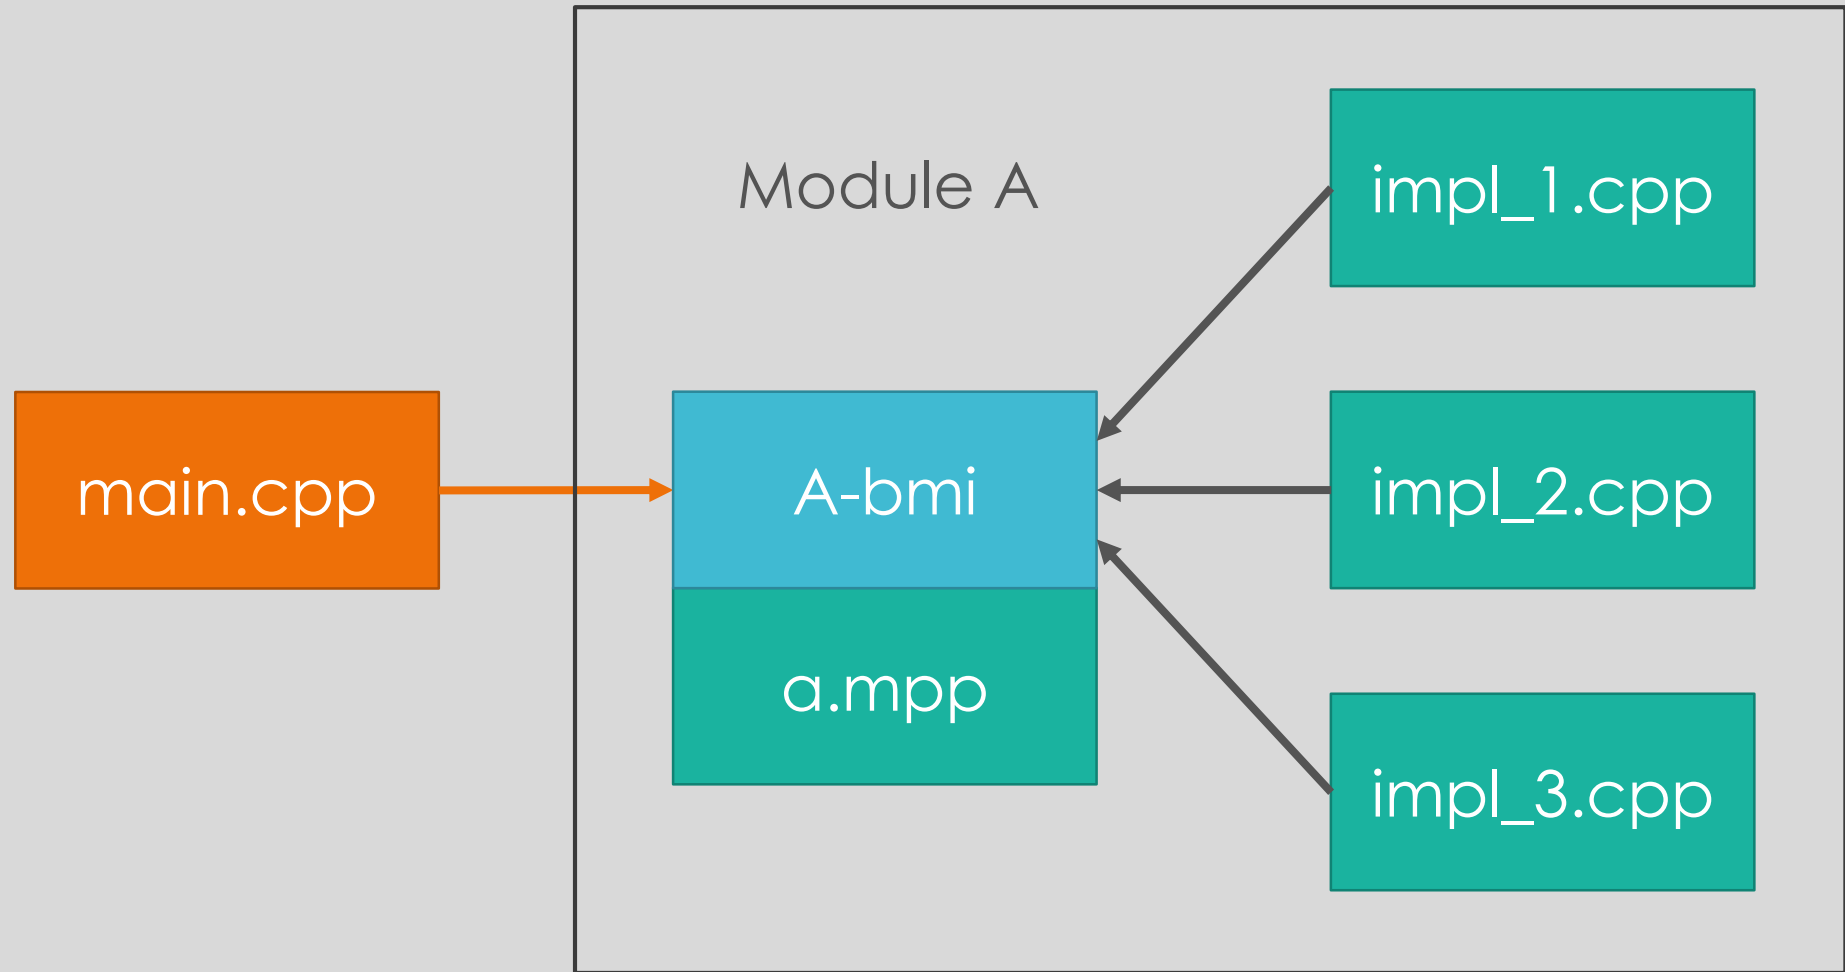 Module A
impl_1.cpp
main.cpp
A-bmi
impl_2.cpp
a.mpp
impl_3.cpp